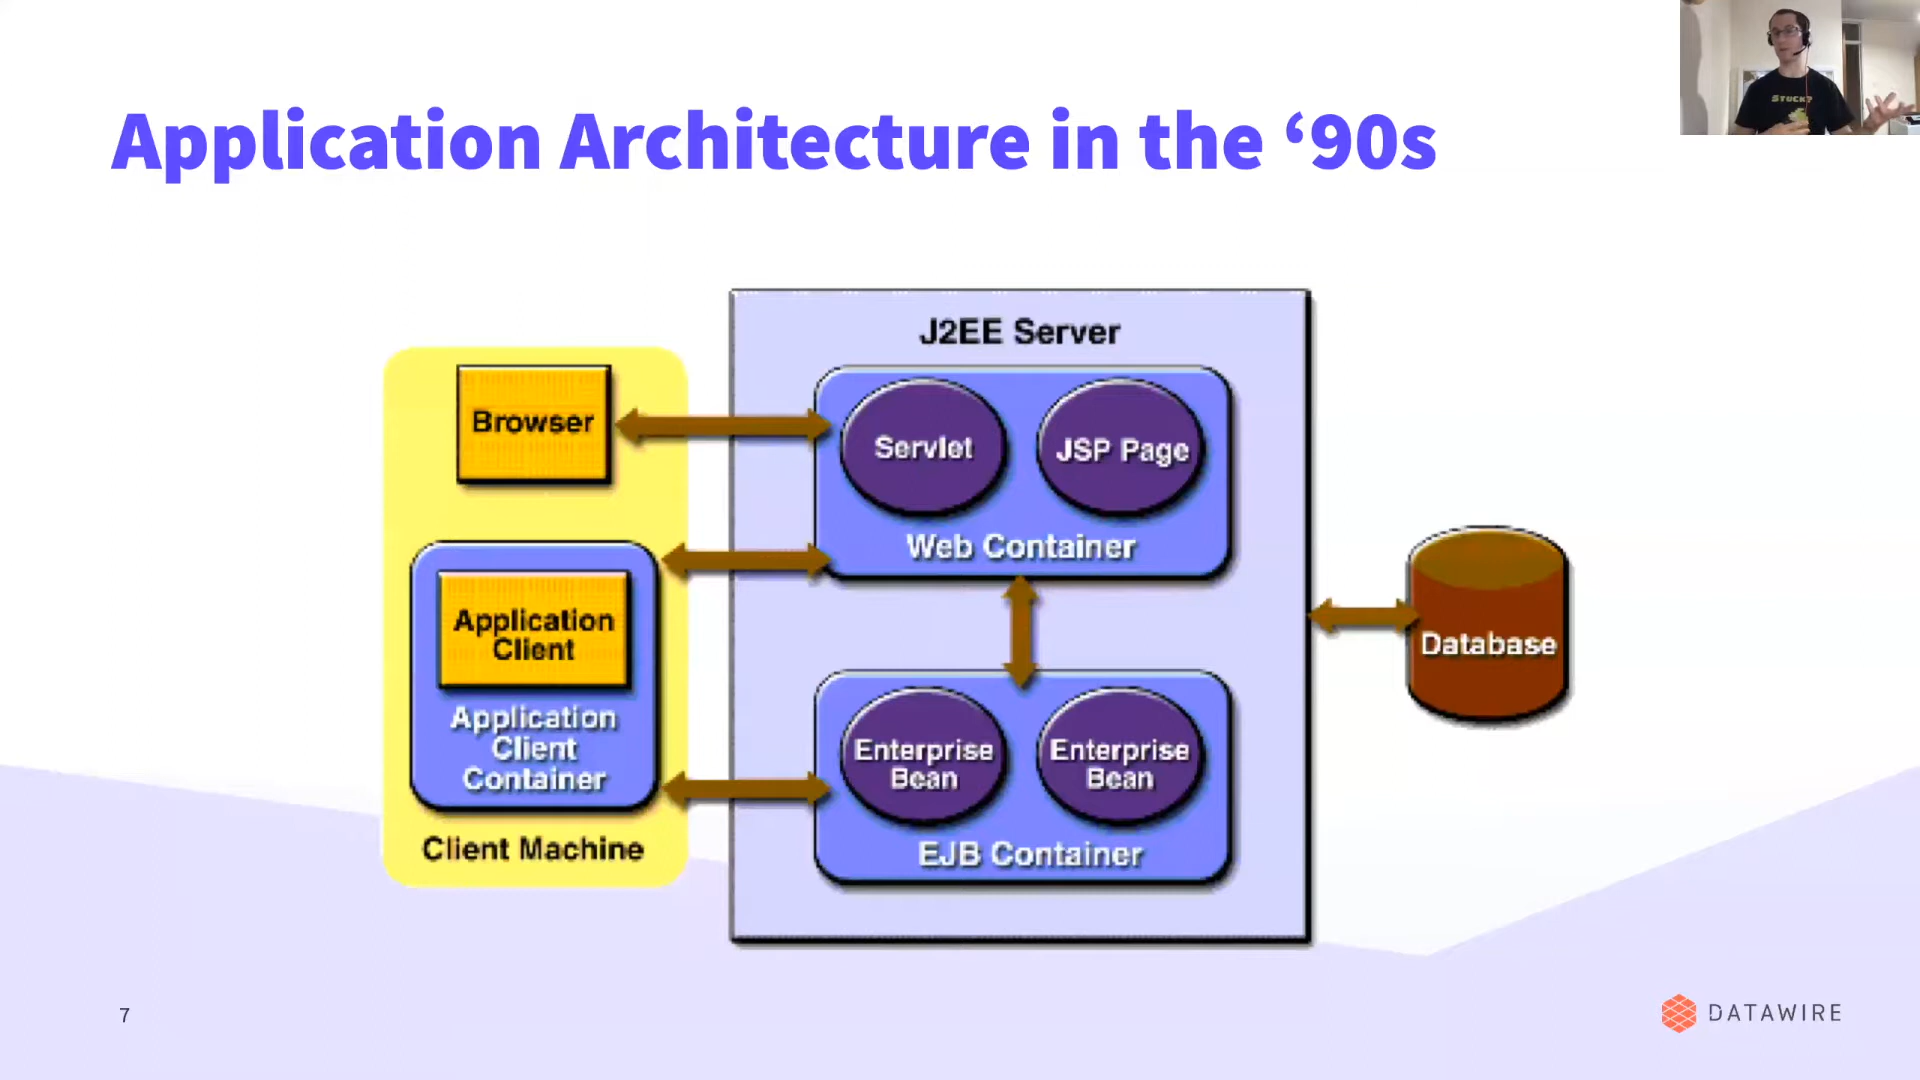 Application Architecture in the ‘90s
STUCK?
J2EE Server
Browser
Servlet
JSP Page
Web Container
Application
Client
Application
Client
Container
Client Machine
Enterprise
Bean
Enterprise
Bean
EJB Container
Database
7
DATAWIRE